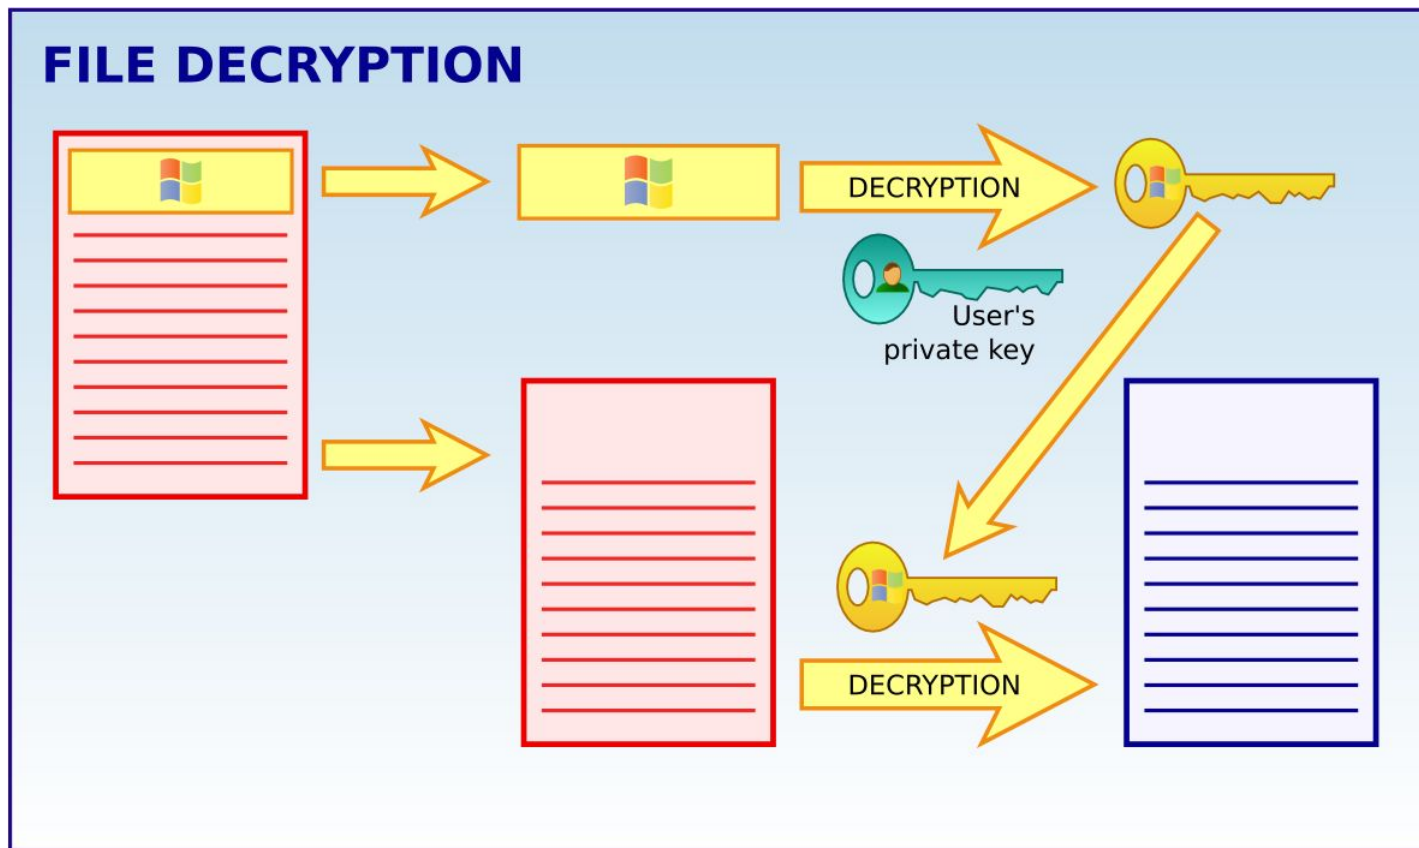 FILE DECRYPTION
DECRYPTION
User's
private key
DECRYPTION